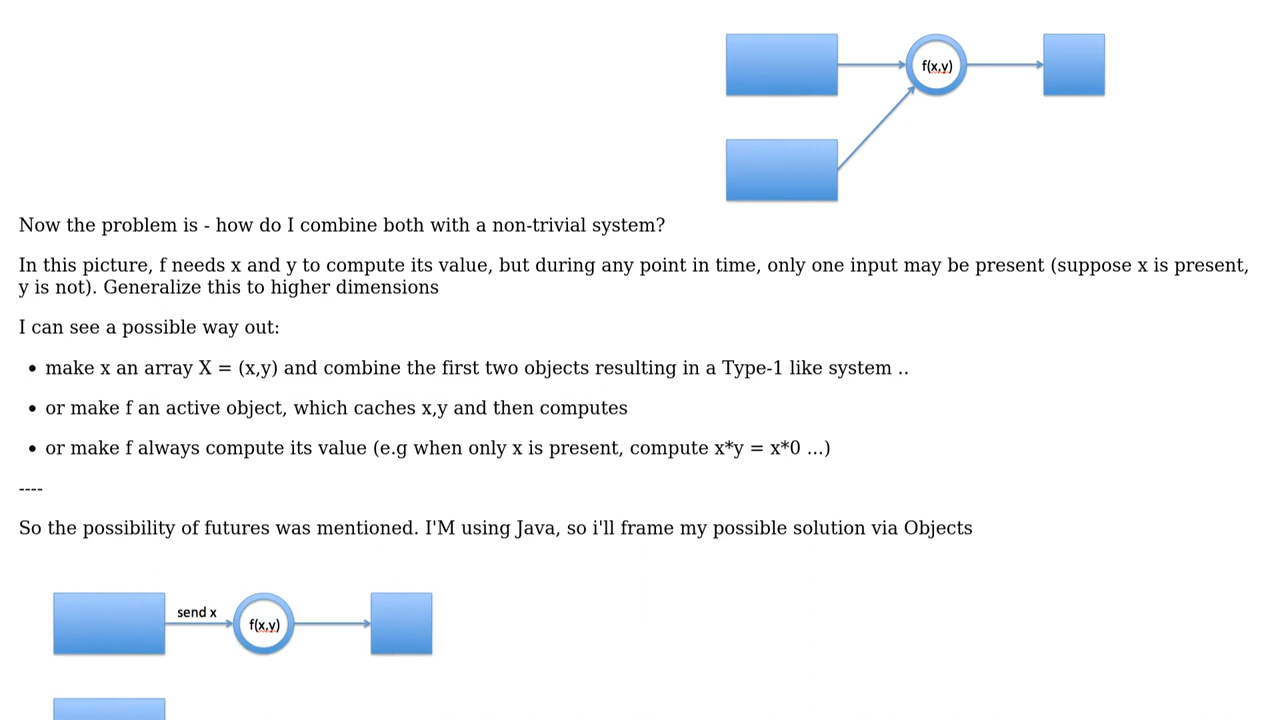 f(x,y)
Now the problem is - how do I combine both with a non-trivial system?
In this picture, f needs x and y to compute its value, but during any point in time, only one input may be present (suppose x is present,
y is not). Generalize this to higher dimensions
I can see a possible way out:
• make x an array X = (x,y) and combine the first two objects resulting in a Type-1 like system ..
• or make f an active object, which caches x,y and then computes
• or make f always compute its value (e.g when only x is present, compute x*y = x*0 ...)
----
So the possibility of futures was mentioned. I'M using Java, so i'll frame my possible solution via Objects
send x
f(x,y)